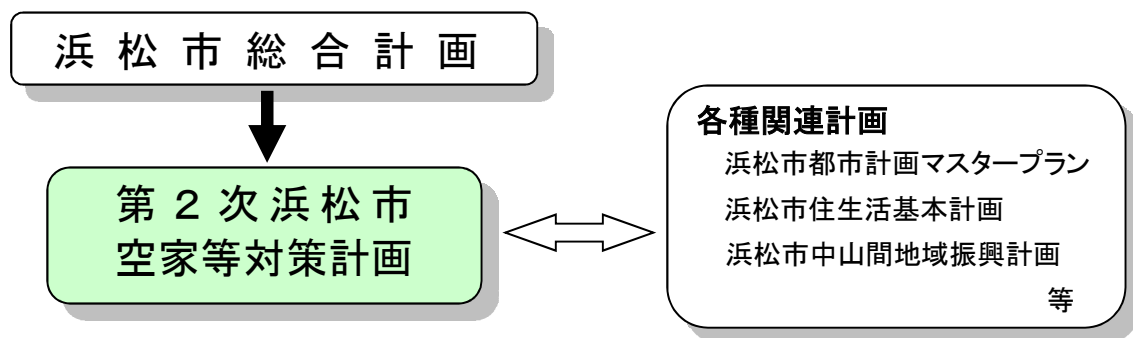 浜松市総合計画
第２次浜松市
空家等対策計画
各種関連計画
浜松市都市計画マスタープラン
浜松市住生活基本計画
浜松市中山間地域振興計画
等